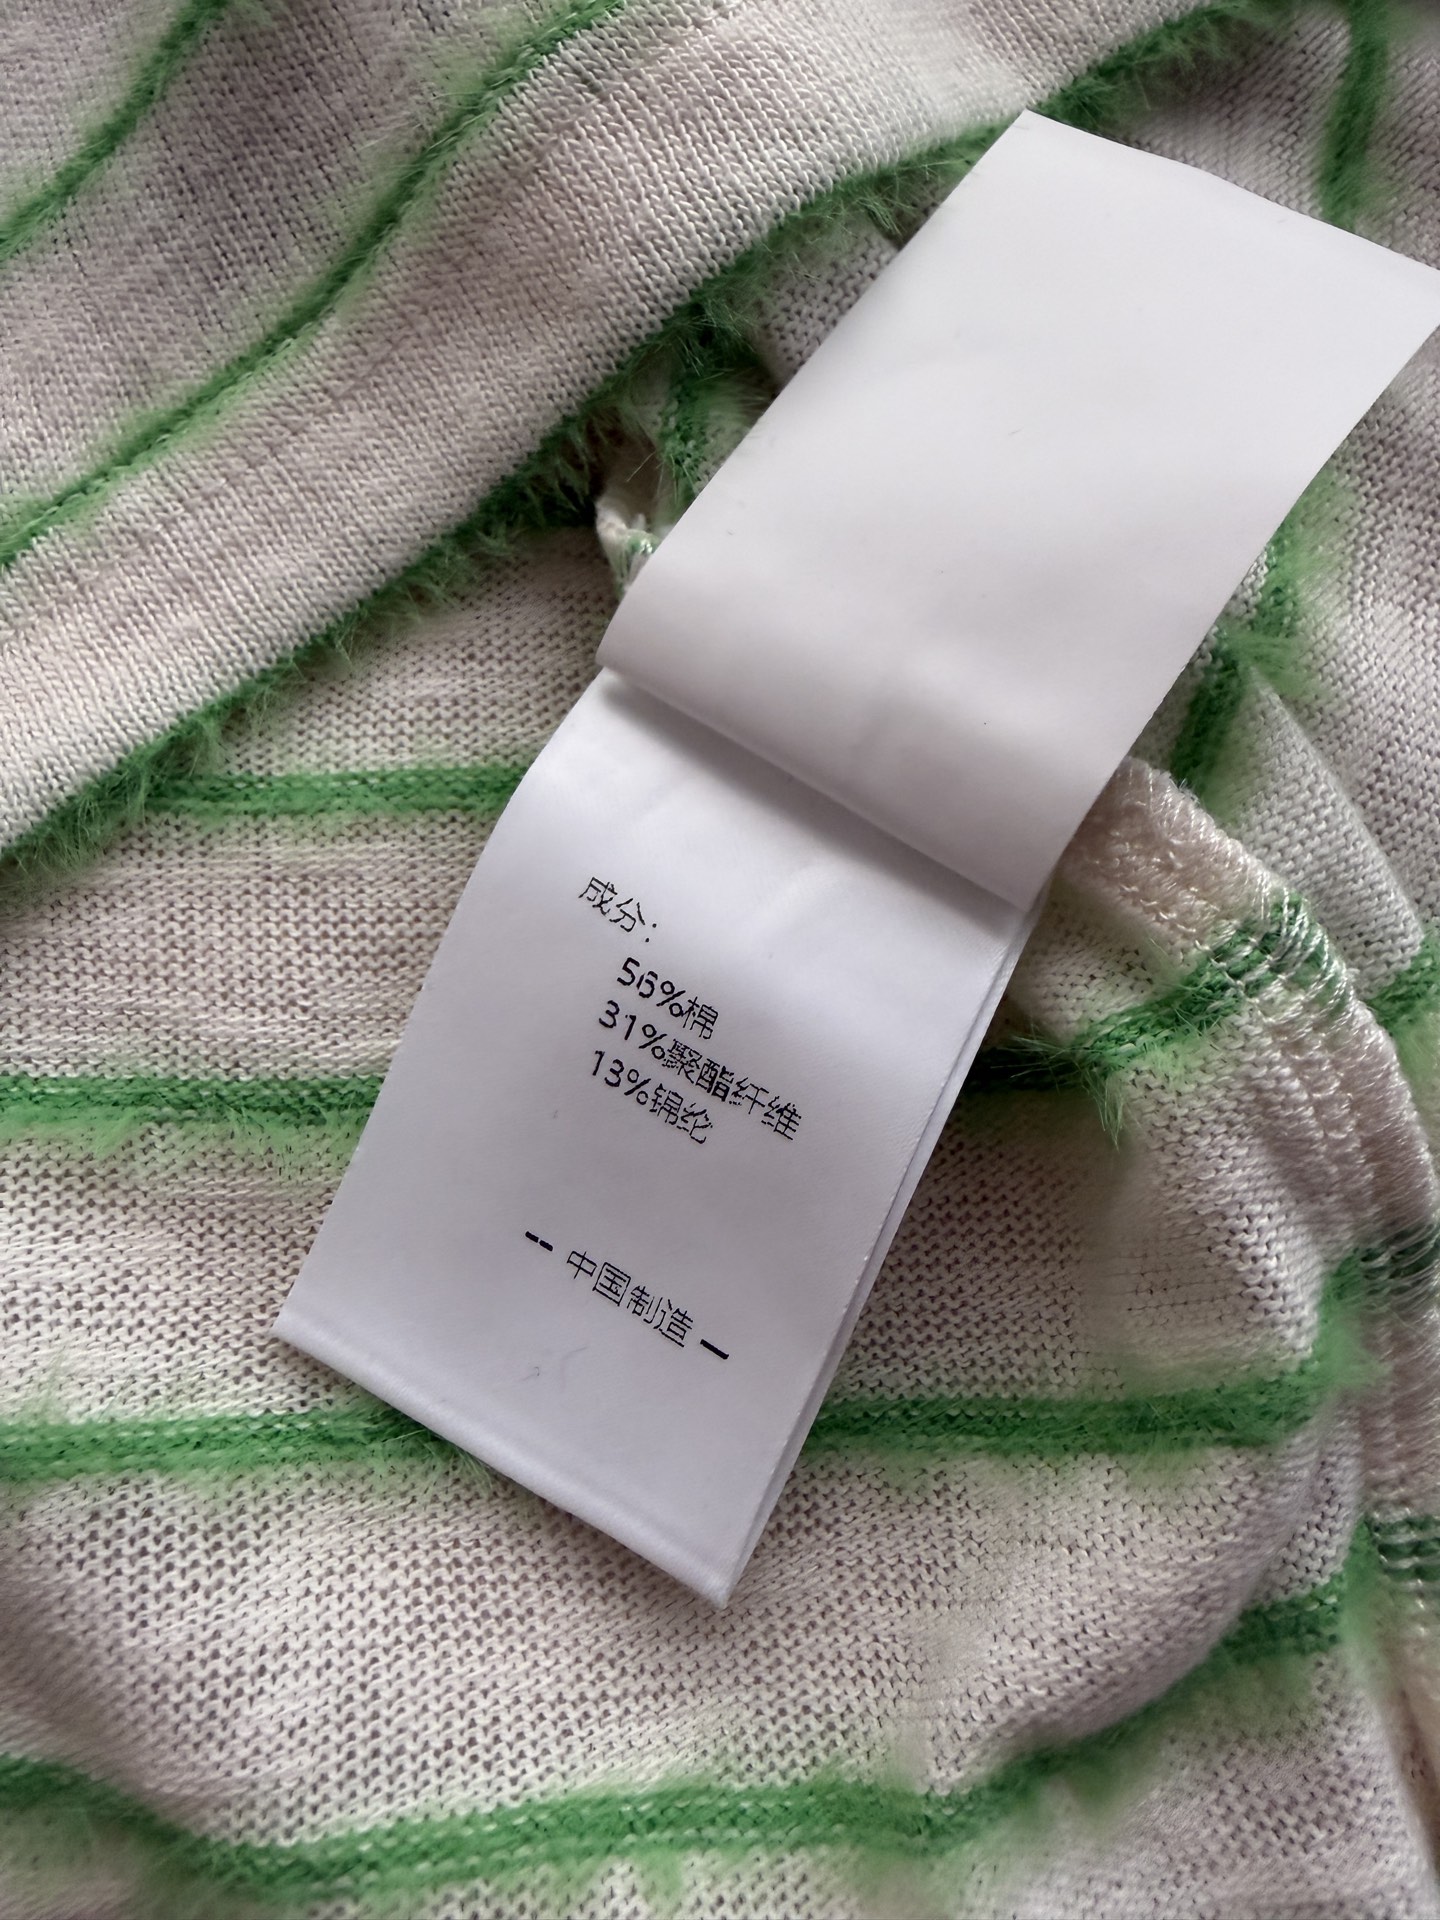 成分：
56%棉
31%聚酯纤维
13%锦纶
-- 中国制造 —